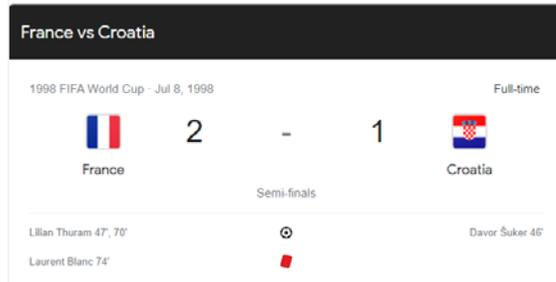 France vs Croatia
1998 FIFA World Cup · Jul 8, 1998 Full-time
2 - 1
France Croatia
Semi-finals
Lilian Thuram 47', 70' Davor Šuker 46'
Laurent Blanc 74'